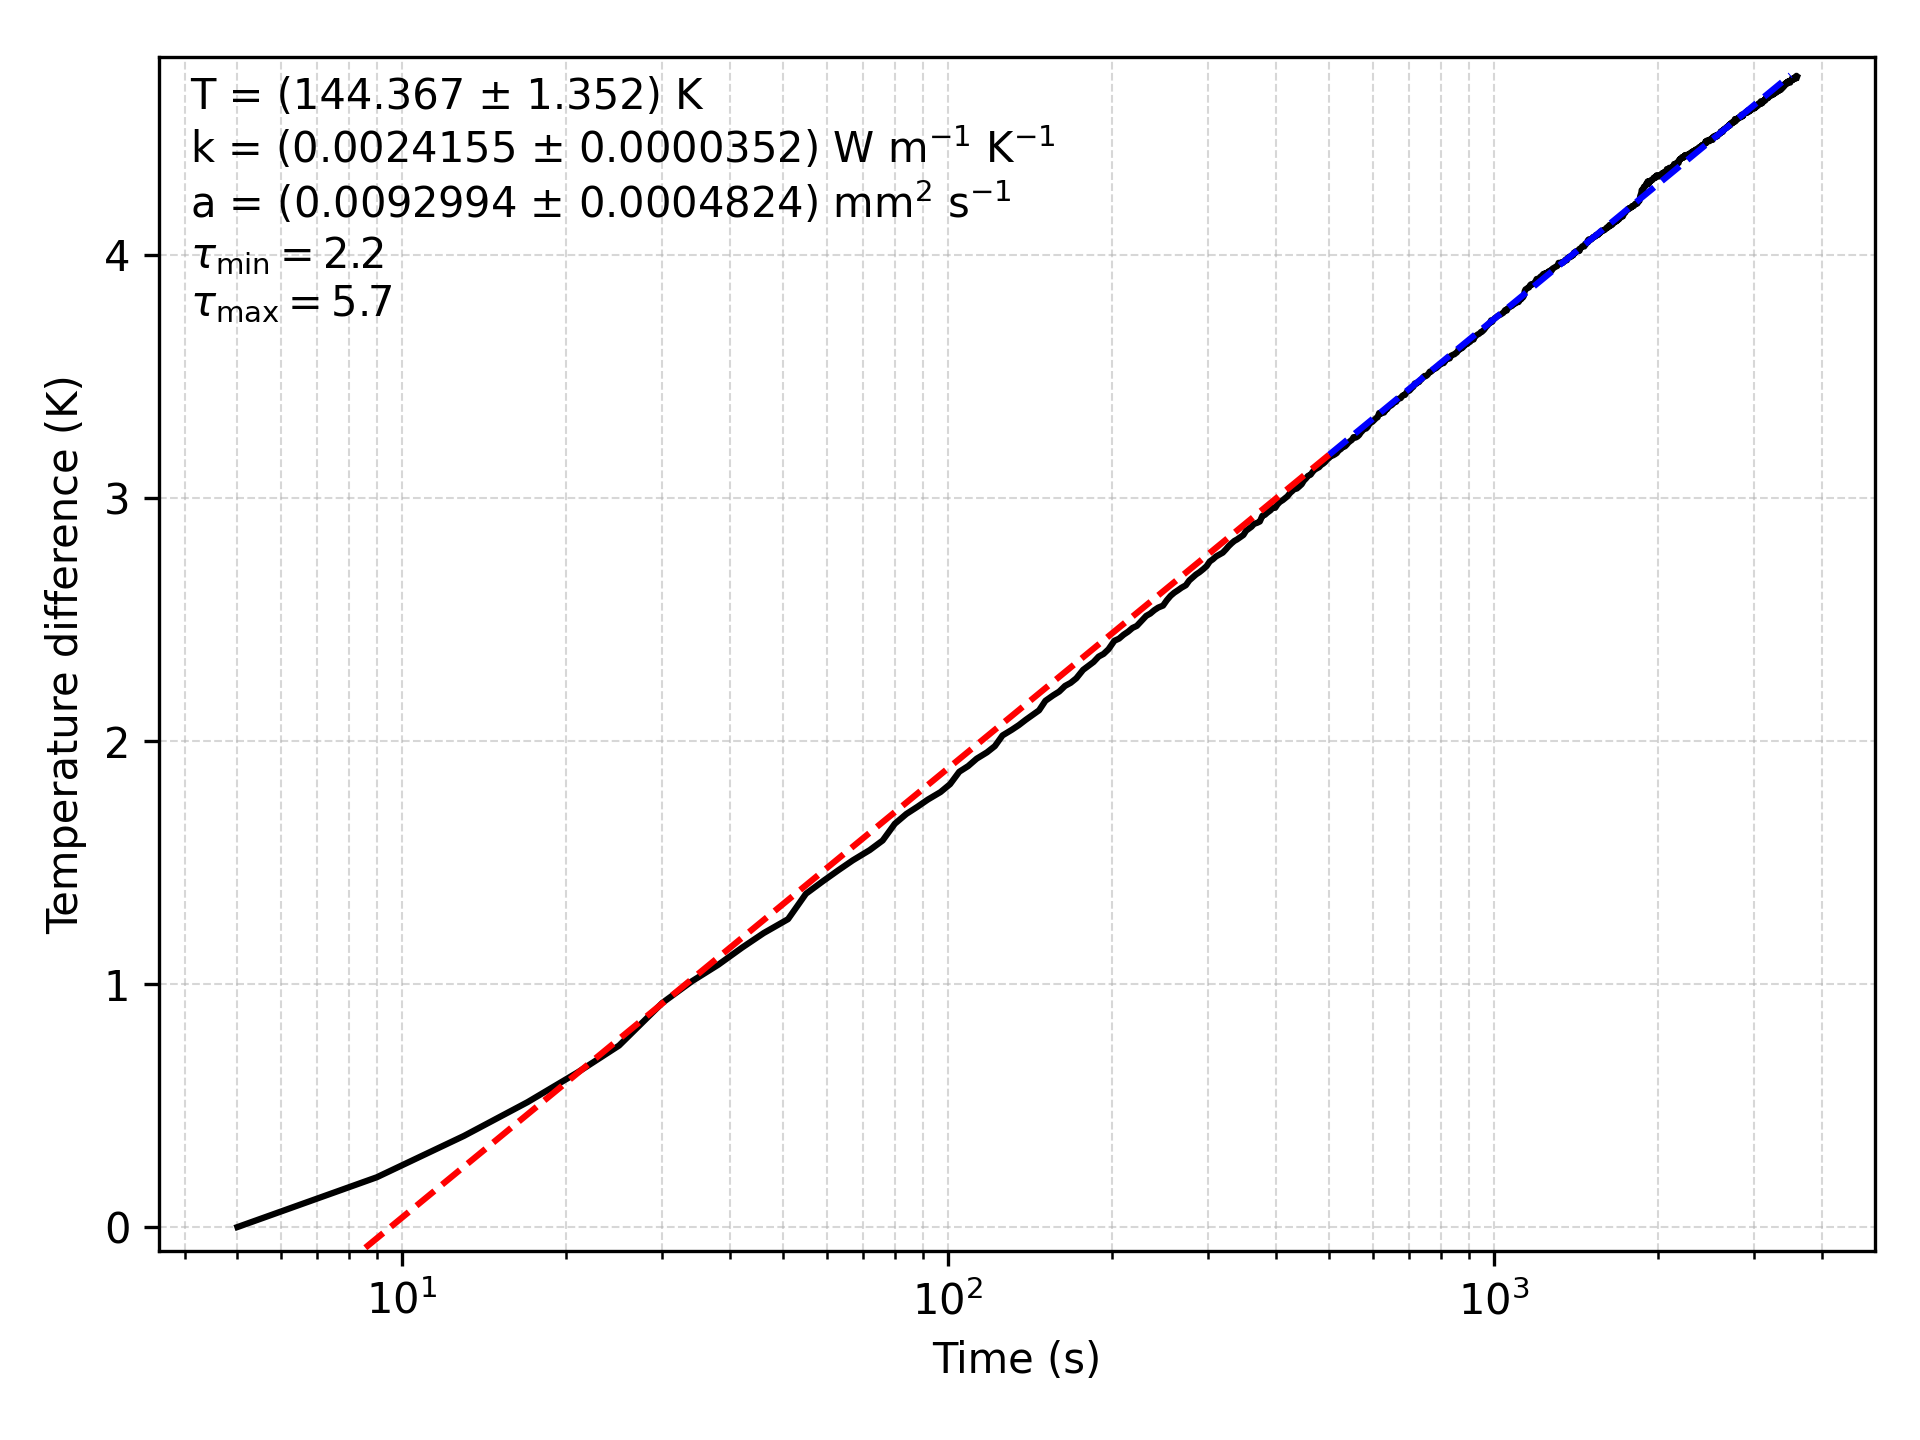 T = (144.367 ± 1.352) K
k = (0.0024155 ± 0.0000352) W m⁻¹ K⁻¹
a = (0.0092994 ± 0.0004824) mm² s⁻¹
τmin = 2.2
τmax = 5.7
Temperature difference (K)
4
3
2
1
0
10¹ 10² 10³
Time (s)